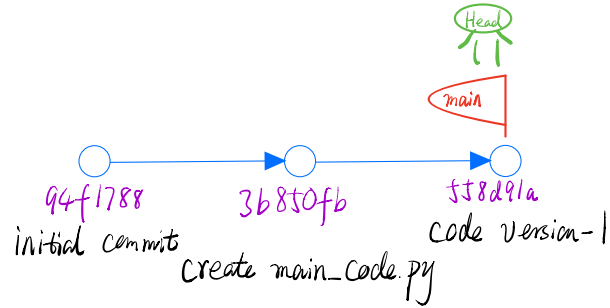 Head
main
94f1788
3b850fb
558d91a
initial commit
create main_code.py
code version-1